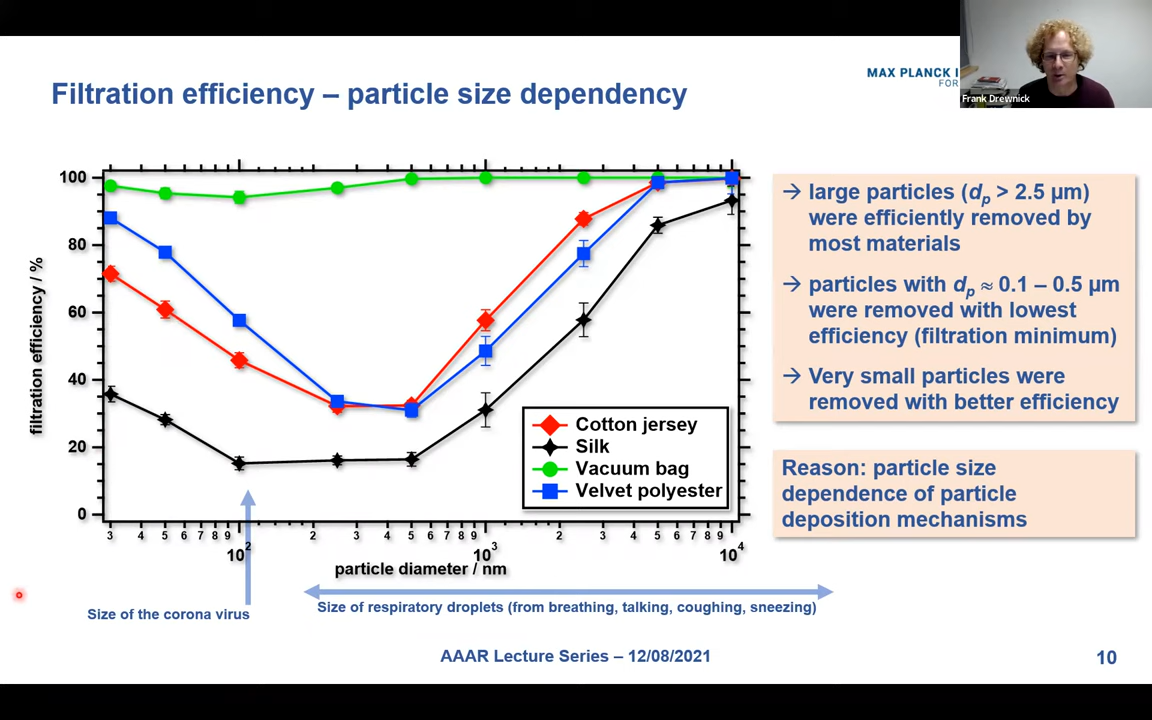 MAX PLANCK I
FOR
Frank Drewnick
Filtration efficiency – particle size dependency
filtration efficiency / %
100
80
60
40
20
0
Cotton jersey
Silk
Vacuum bag
Velvet polyester
3 4 5 6 7 8 9 2 3 4 5 6 7 8 9 2 3 4 5 6 7 8 9
10² 10³ 10⁴
particle diameter / nm
Size of the corona virus
Size of respiratory droplets (from breathing, talking, coughing, sneezing)
→ large particles (dₚ > 2.5 µm)
were efficiently removed by
most materials
→ particles with dₚ ≈ 0.1 – 0.5 µm
were removed with lowest
efficiency (filtration minimum)
→ Very small particles were
removed with better efficiency
Reason: particle size
dependence of particle
deposition mechanisms
AAAR Lecture Series – 12/08/2021
10